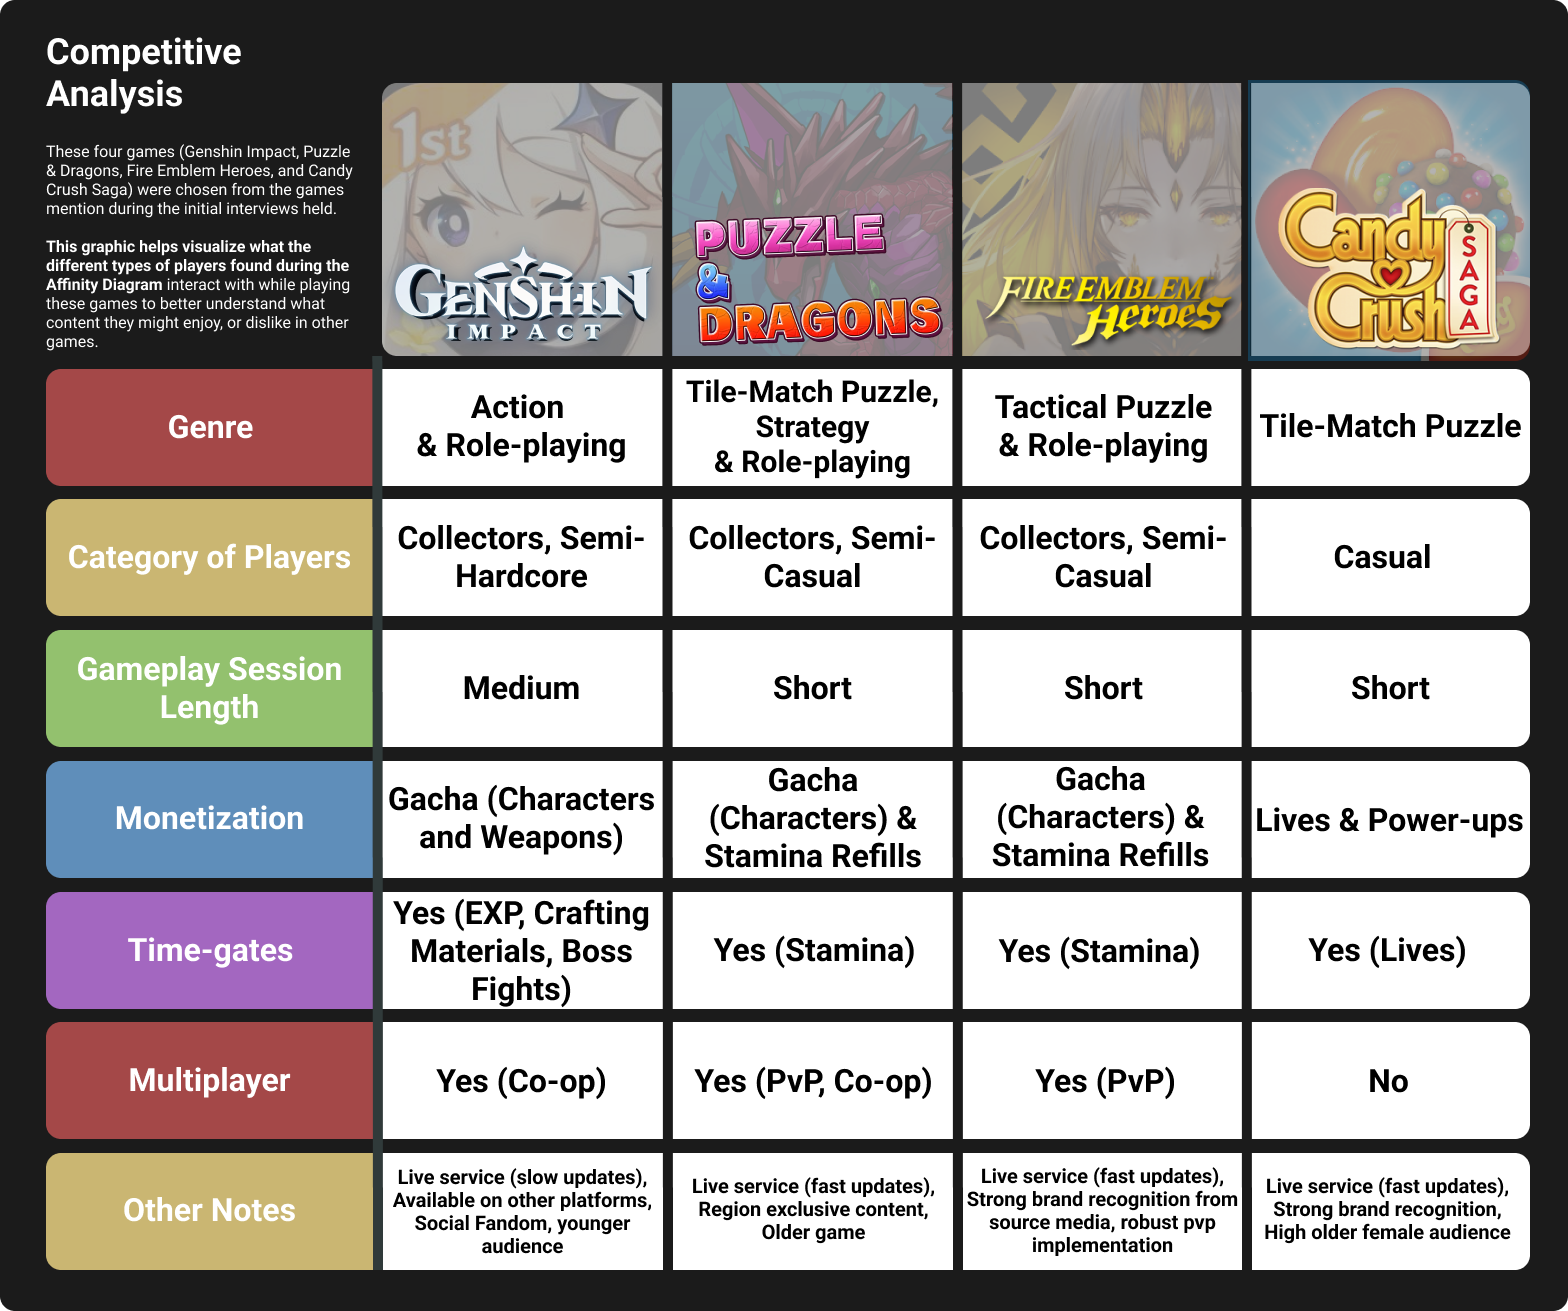 Competitive
Analysis
These four games (Genshin Impact, Puzzle
& Dragons, Fire Emblem Heroes, and Candy
Crush Saga) were chosen from the games
mention during the initial interviews held.
This graphic helps visualize what the
different types of players found during the
Affinity Diagram interact with while playing
these games to better understand what
content they might enjoy, or dislike in other
games.
1st
GENSHIN
IMPACT
PUZZLE
&
DRAGONS
FIRE EMBLEM
Heroes
Candy
Crush
SAGA
Genre
Action
& Role-playing
Tile-Match Puzzle,
Strategy
& Role-playing
Tactical Puzzle
& Role-playing
Tile-Match Puzzle
Category of Players
Collectors, Semi-
Hardcore
Collectors, Semi-
Casual
Collectors, Semi-
Casual
Casual
Gameplay Session
Length
Medium
Short
Short
Short
Monetization
Gacha (Characters
and Weapons)
Gacha
(Characters) &
Stamina Refills
Gacha
(Characters) &
Stamina Refills
Lives & Power-ups
Time-gates
Yes (EXP, Crafting
Materials, Boss
Fights)
Yes (Stamina)
Yes (Stamina)
Yes (Lives)
Multiplayer
Yes (Co-op)
Yes (PvP, Co-op)
Yes (PvP)
No
Other Notes
Live service (slow updates),
Available on other platforms,
Social Fandom, younger
audience
Live service (fast updates),
Region exclusive content,
Older game
Live service (fast updates),
Strong brand recognition from
source media, robust pvp
implementation
Live service (fast updates),
Strong brand recognition,
High older female audience